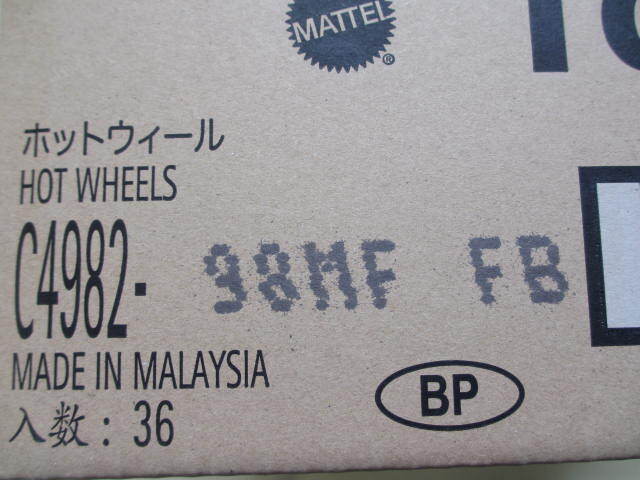 MATTEL
ホットウィール
HOT WHEELS
C4982- 98MF FB
MADE IN MALAYSIA
BP
入数 : 36